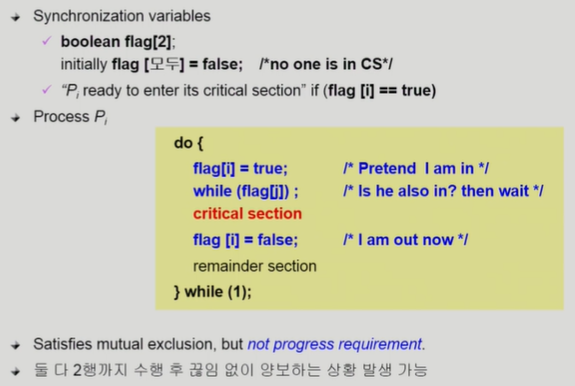 Synchronization variables
boolean flag[2];
initially flag [모두] = false; /*no one is in CS*/
“Pi ready to enter its critical section” if (flag [i] == true)
Process Pi
do {
flag[i] = true; /* Pretend I am in */
while (flag[j]) ; /* Is he also in? then wait */
critical section
flag [i] = false; /* I am out now */
remainder section
} while (1);
Satisfies mutual exclusion, but not progress requirement.
둘 다 2행까지 수행 후 끊임 없이 양보하는 상황 발생 가능